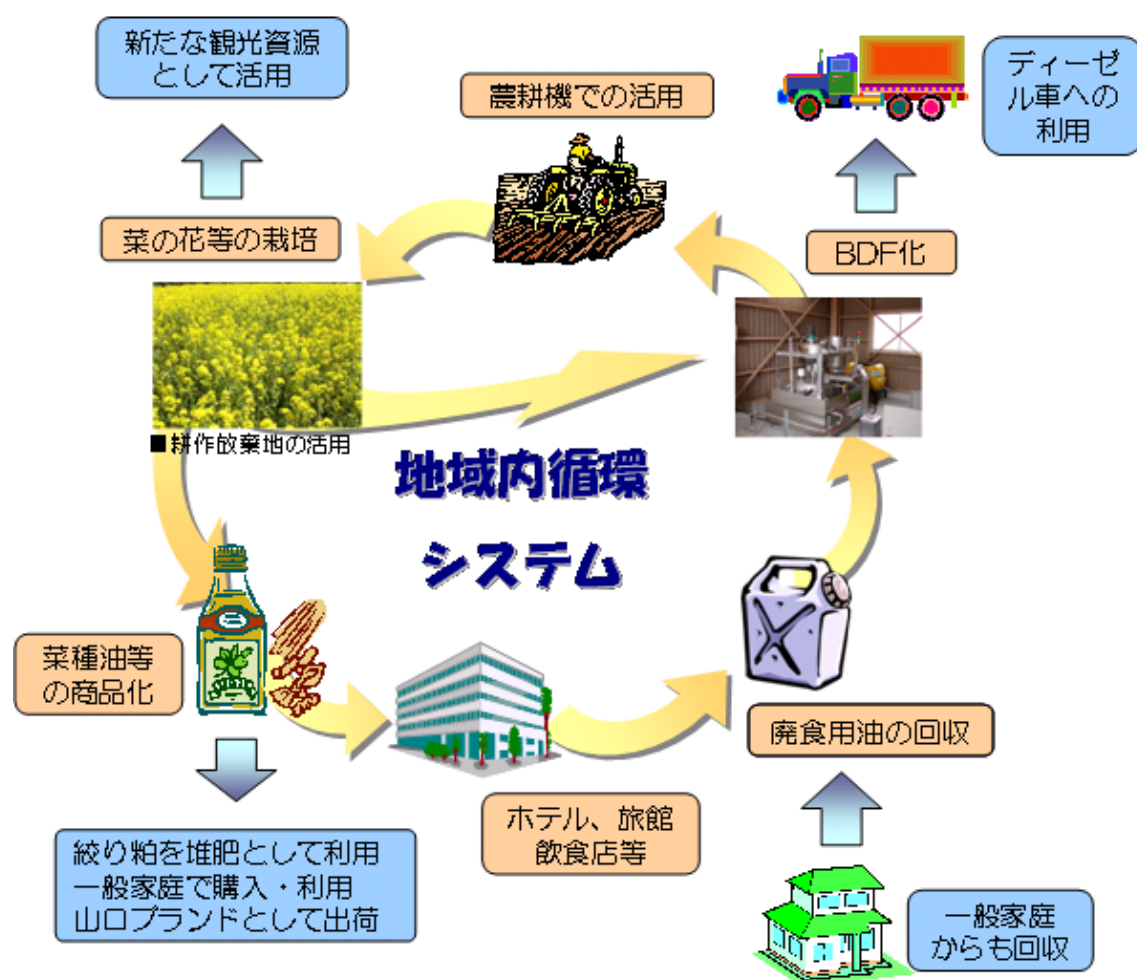 新たな観光資源
として活用
農耕機での活用
ディーゼ
ル車への
利用
菜の花等の栽培
BDF化
■耕作放棄地の活用
地域内循環
システム
菜種油等
の商品化
廃食用油の回収
ホテル、旅館
飲食店等
絞り粕を堆肥として利用
一般家庭で購入・利用
山口ブランドとして出荷
一般家庭
からも回収